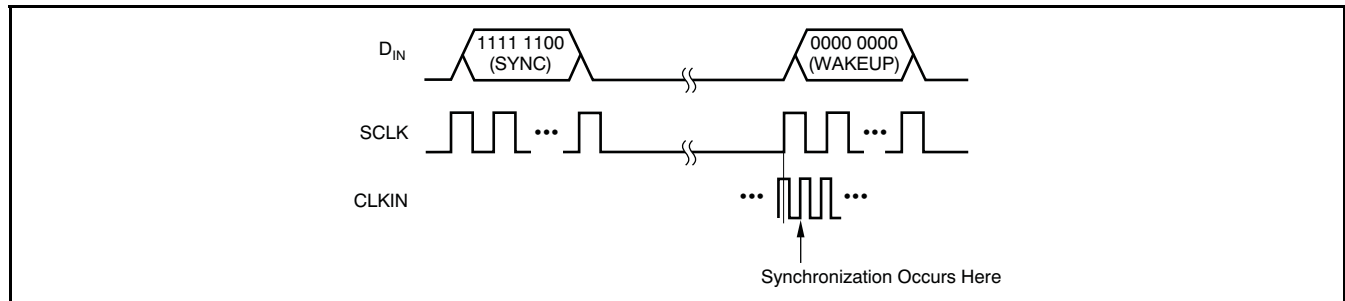 D_IN
1111 1100
(SYNC)
0000 0000
(WAKEUP)
SCLK
•••
•••
CLKIN
•••
•••
Synchronization Occurs Here